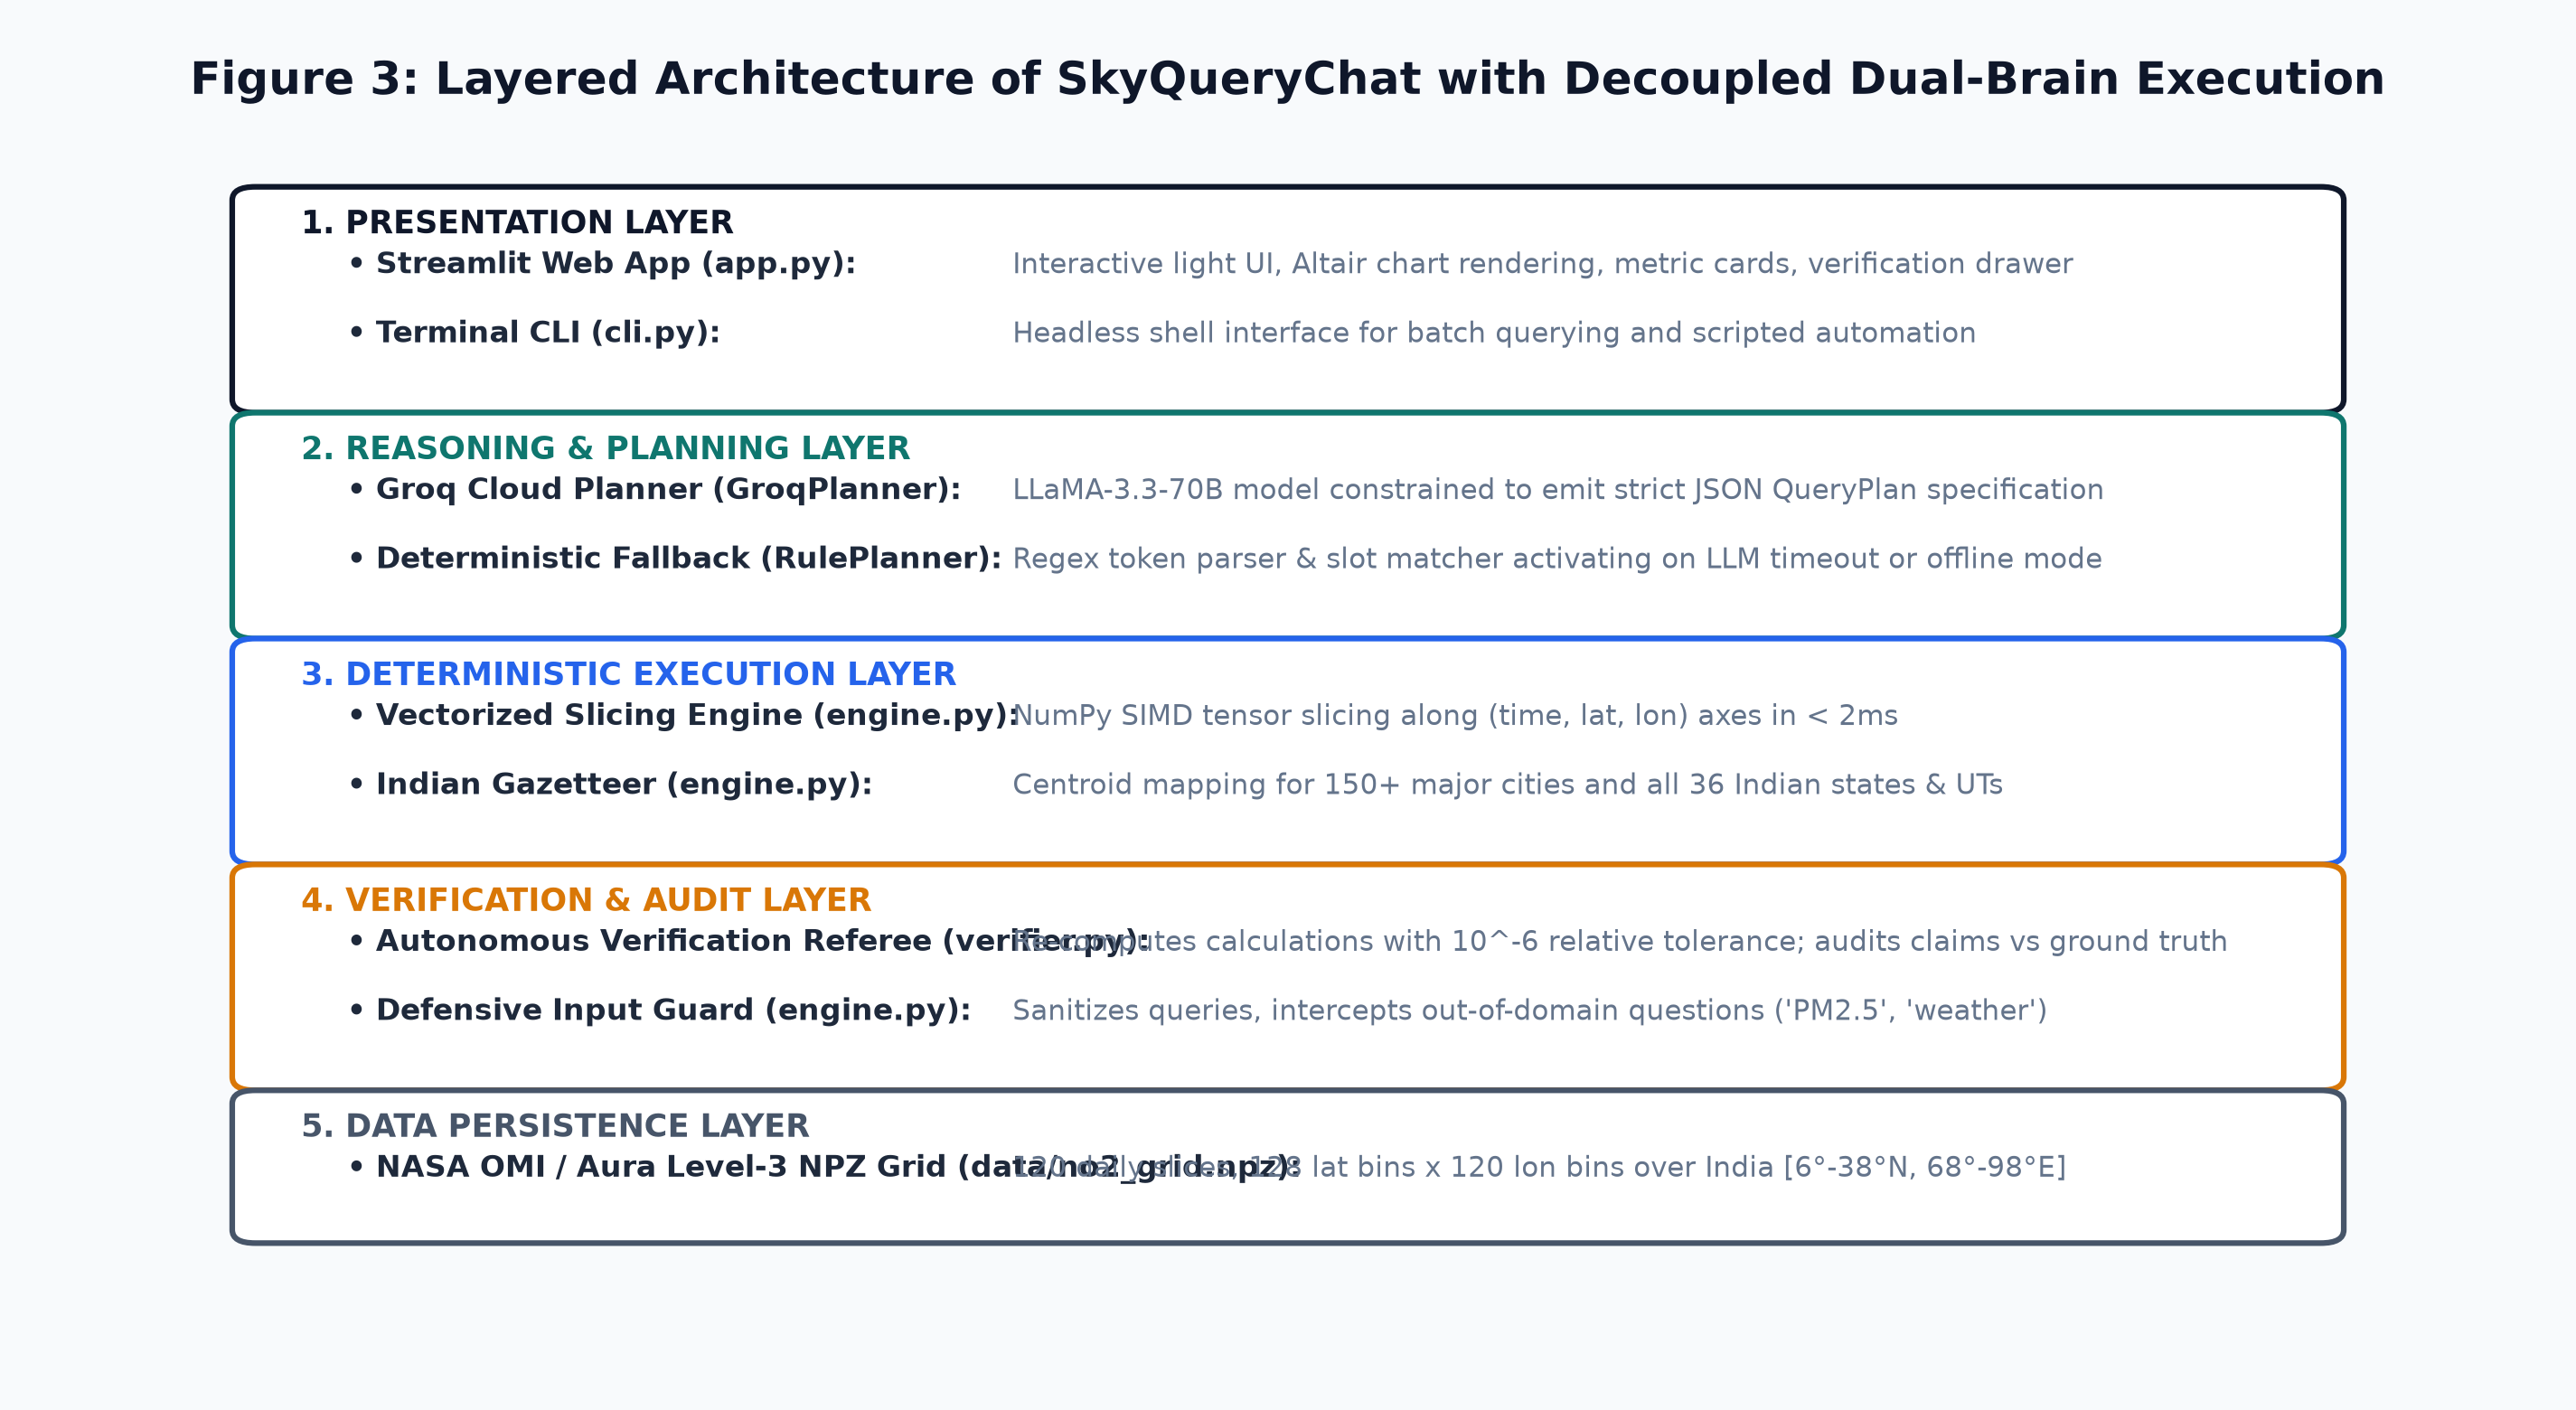 Figure 3: Layered Architecture of SkyQueryChat with Decoupled Dual-Brain Execution
1. PRESENTATION LAYER
• Streamlit Web App (app.py): Interactive light UI, Altair chart rendering, metric cards, verification drawer
• Terminal CLI (cli.py): Headless shell interface for batch querying and scripted automation
2. REASONING & PLANNING LAYER
• Groq Cloud Planner (GroqPlanner): LLaMA-3.3-70B model constrained to emit strict JSON QueryPlan specification
• Deterministic Fallback (RulePlanner): Regex token parser & slot matcher activating on LLM timeout or offline mode
3. DETERMINISTIC EXECUTION LAYER
• Vectorized Slicing Engine (engine.py): NumPy SIMD tensor slicing along (time, lat, lon) axes in < 2ms
• Indian Gazetteer (engine.py): Centroid mapping for 150+ major cities and all 36 Indian states & UTs
4. VERIFICATION & AUDIT LAYER
• Autonomous Verification Referee (verifier.py): Re-computes calculations with 10^-6 relative tolerance; audits claims vs ground truth
• Defensive Input Guard (engine.py): Sanitizes queries, intercepts out-of-domain questions ('PM2.5', 'weather')
5. DATA PERSISTENCE LAYER
• NASA OMI / Aura Level-3 NPZ Grid (data/no2_grid.npz): 120 daily slices, 128 lat bins x 120 lon bins over India [6°-38°N, 68°-98°E]